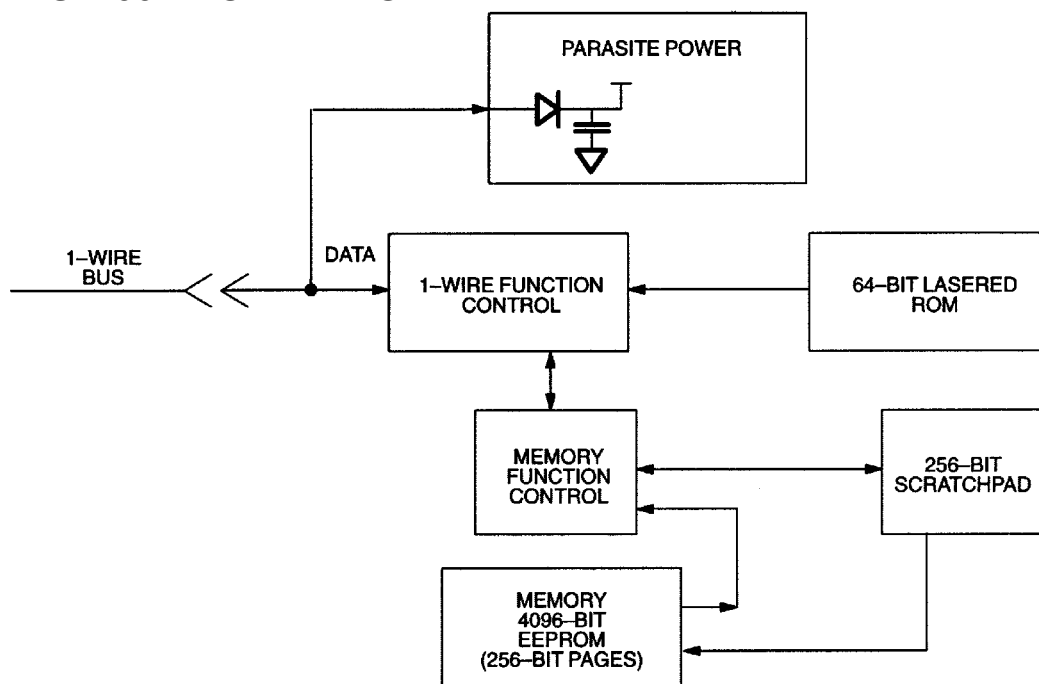 PARASITE POWER
1–WIRE
BUS
DATA
1–WIRE FUNCTION
CONTROL
64–BIT LASERED
ROM
MEMORY
FUNCTION
CONTROL
256–BIT
SCRATCHPAD
MEMORY
4096–BIT
EEPROM
(256–BIT PAGES)